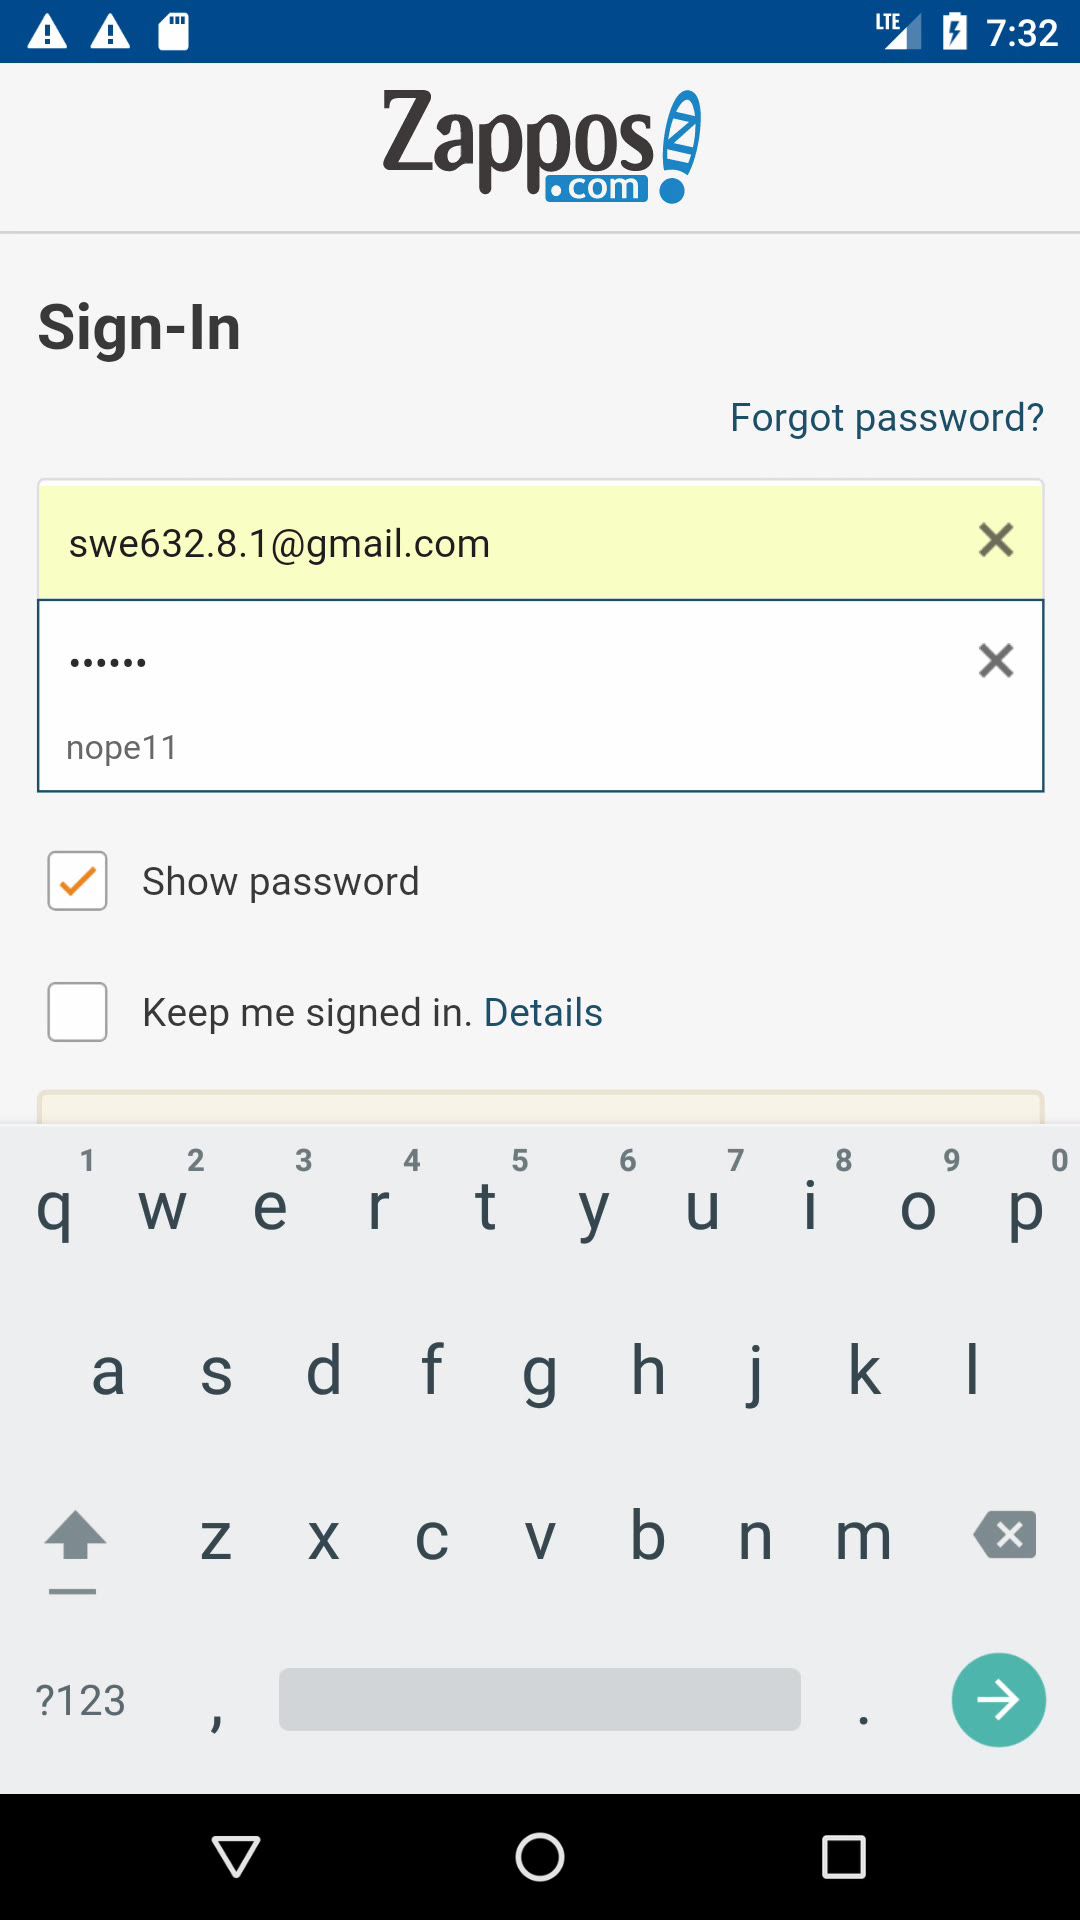 LTE 7:32
Zappos
.com
Sign-In
Forgot password?
swe632.8.1@gmail.com
••••••
nope11
Show password
Keep me signed in. Details
1 2 3 4 5 6 7 8 9 0
q w e r t y u i o p
a s d f g h j k l
z x c v b n m
?123 , .